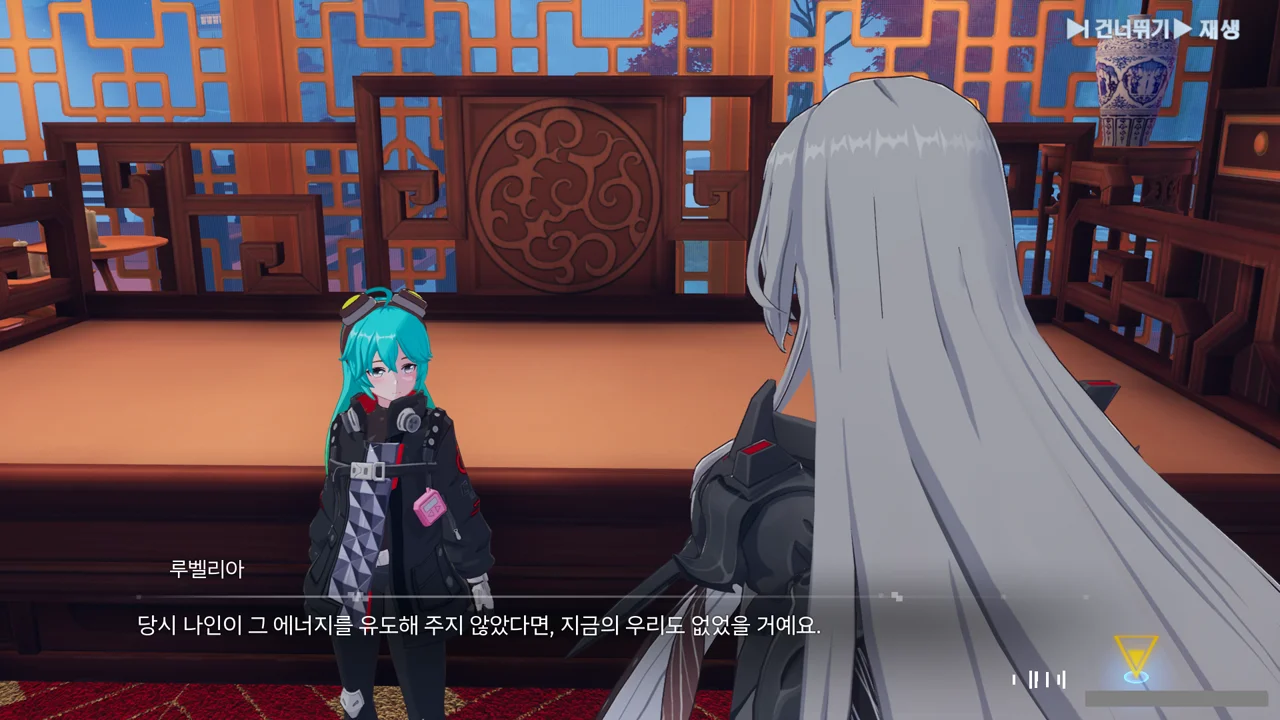 건너뛰기 재생
루벨리아
당시 나인이 그 에너지를 유도해 주지 않았다면, 지금의 우리도 없었을 거예요.